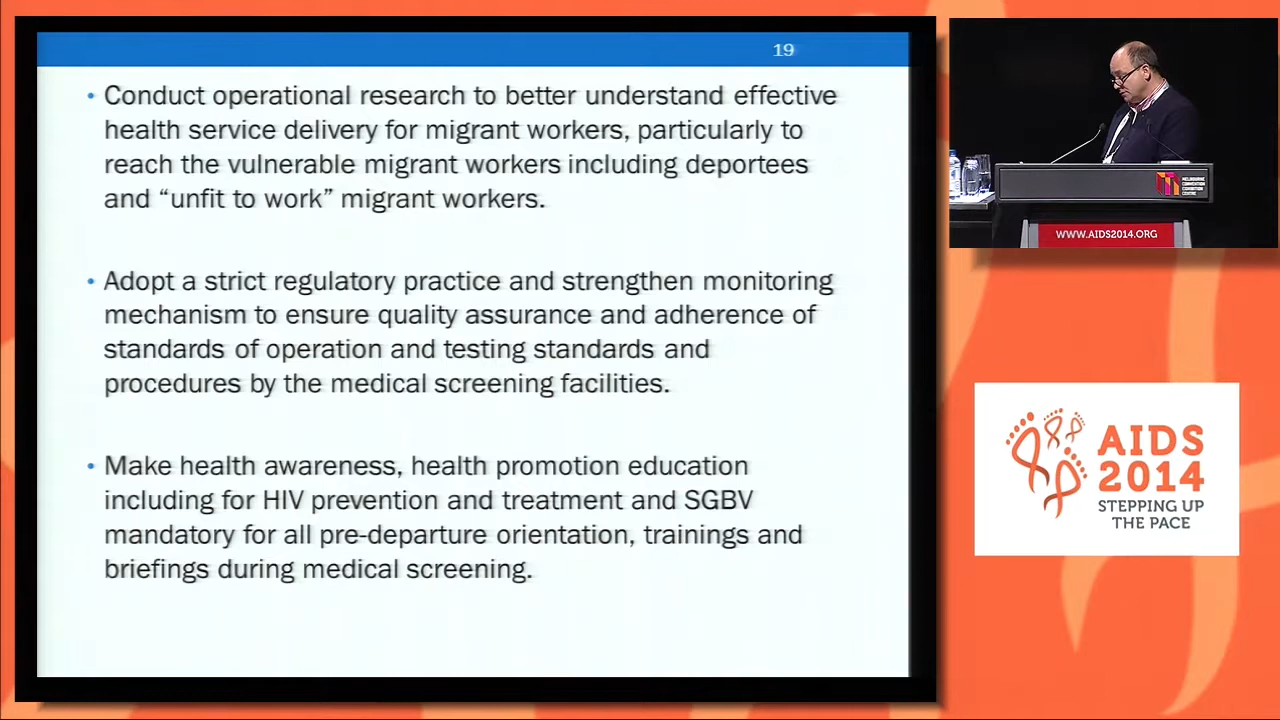 19
• Conduct operational research to better understand effective
health service delivery for migrant workers, particularly to
reach the vulnerable migrant workers including deportees
and “unfit to work” migrant workers.
• Adopt a strict regulatory practice and strengthen monitoring
mechanism to ensure quality assurance and adherence of
standards of operation and testing standards and
procedures by the medical screening facilities.
• Make health awareness, health promotion education
including for HIV prevention and treatment and SGBV
mandatory for all pre-departure orientation, trainings and
briefings during medical screening.
MELBOURNE
CONVENTION
EXHIBITION
CENTRE
WWW.AIDS2014.ORG
AIDS
2014
STEPPING UP
THE PACE